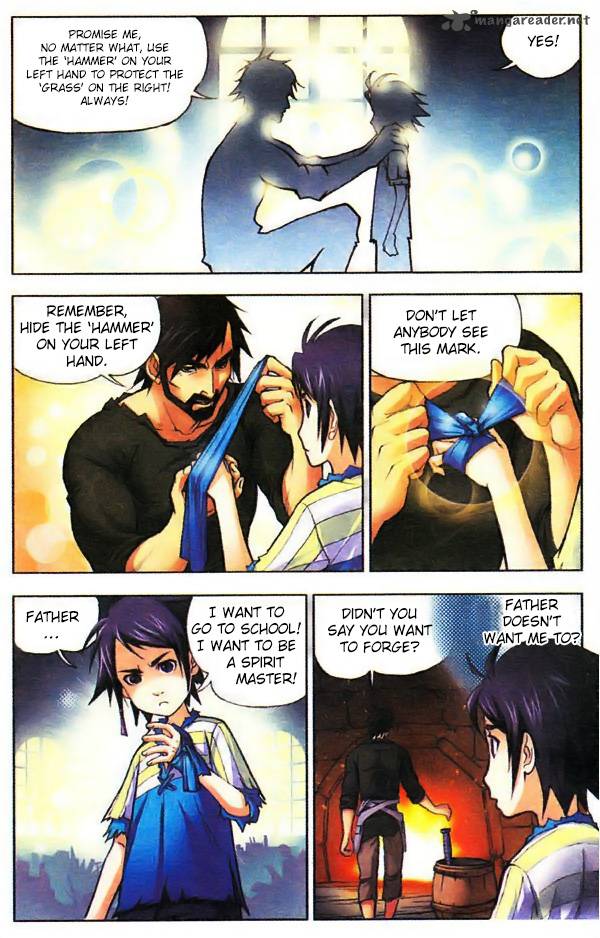 mangareader.net
PROMISE ME,
NO MATTER WHAT, USE
THE 'HAMMER' ON YOUR
LEFT HAND TO PROTECT THE
'GRASS' ON THE RIGHT!
ALWAYS!
YES!
REMEMBER,
HIDE THE 'HAMMER'
ON YOUR LEFT
HAND.
DON'T LET
ANYBODY SEE
THIS MARK.
FATHER
...
I WANT TO
GO TO SCHOOL!
I WANT TO BE
A SPIRIT
MASTER!
DIDN'T YOU
SAY YOU WANT
TO FORGE?
FATHER
DOESN'T
WANT ME TO?